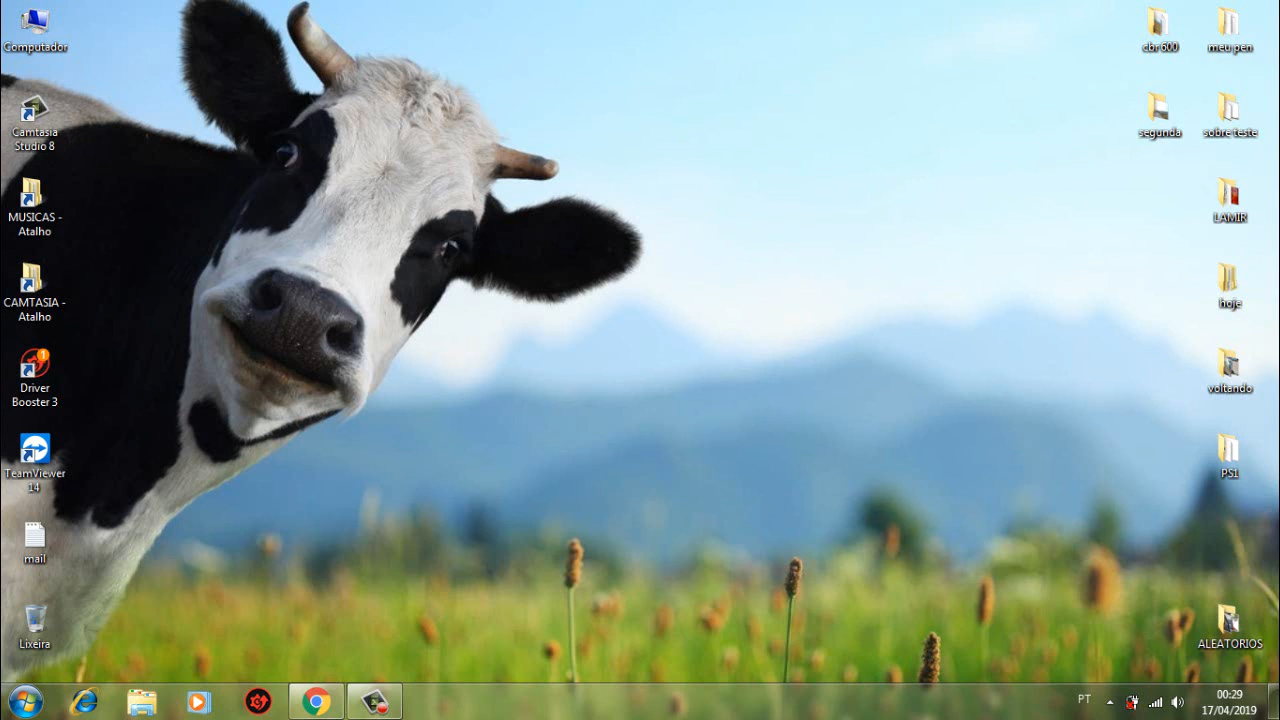 Computador
Camtasia
Studio 8
MUSICAS -
Atalho
CAMTASIA -
Atalho
1
Driver
Booster 3
TeamViewer
14
mail
Lixeira
cbr 600
meu pen
segunda
sobre teste
LAMIR
hoje
voltando
PS1
ALEATORIOS
PT
00:29
17/04/2019